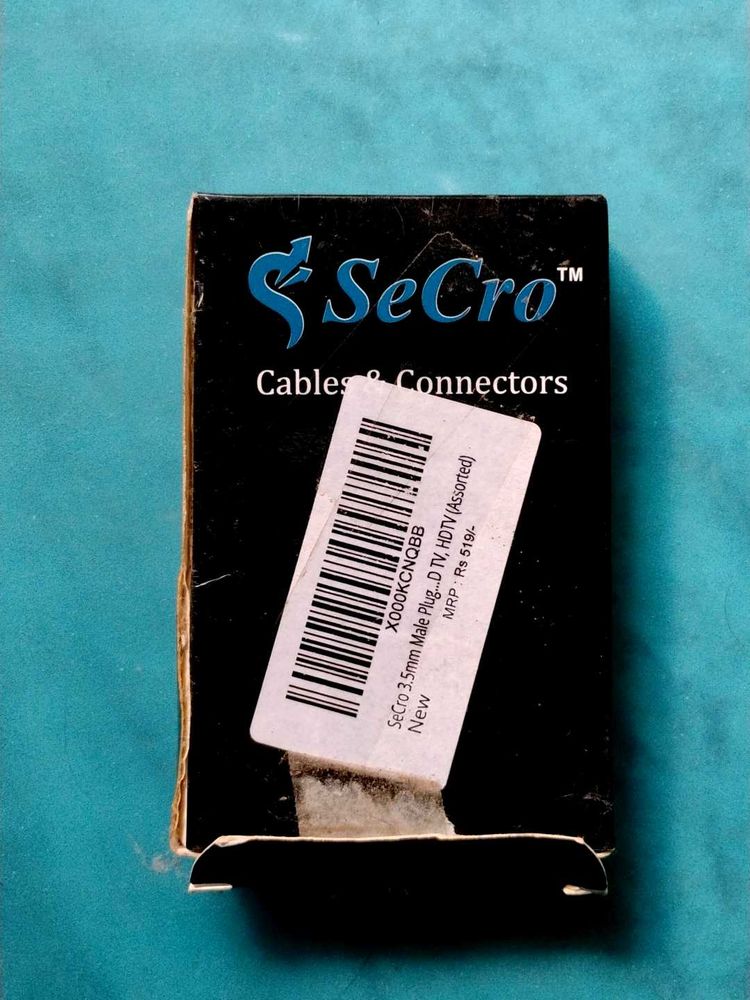 SeCro™
Cables & Connectors
X000KCNQBB
SeCro 3.5mm Male Plug...D TV, HDTV (Assorted)
New
MRP : Rs 519/-